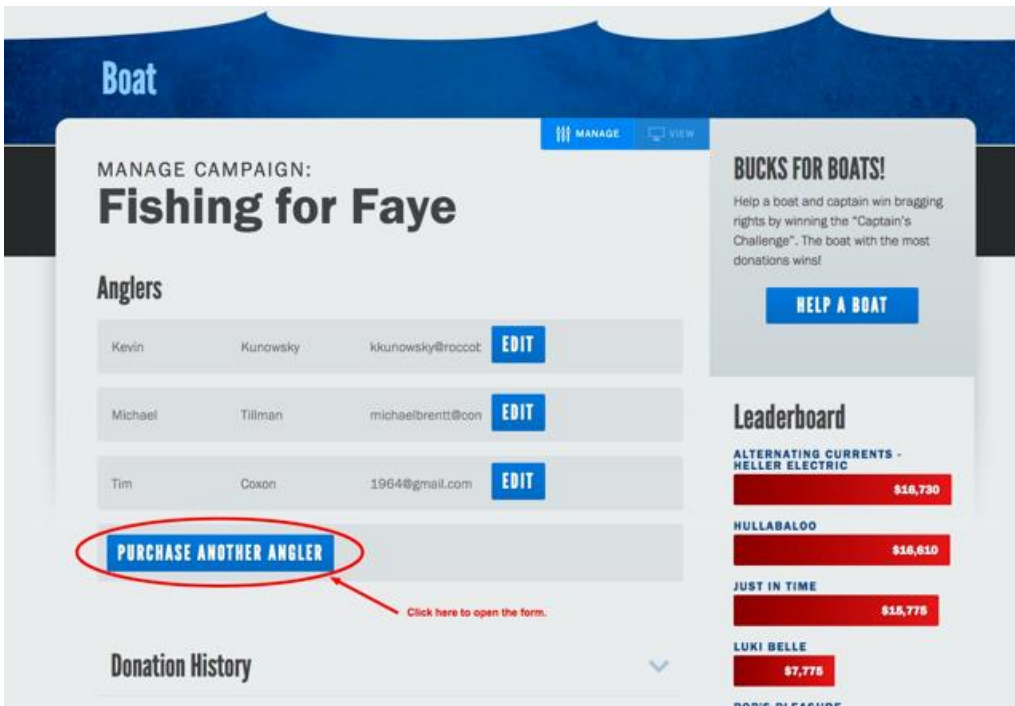 Boat
MANAGE
VIEW
MANAGE CAMPAIGN:
Fishing for Faye
Anglers
Kevin Kunowsky kkunowsky@roccot EDIT
Michael Tillman michaelbrentt@con EDIT
Tim Coxon 1964@gmail.com EDIT
PURCHASE ANOTHER ANGLER
Click here to open the form.
Donation History
BUCKS FOR BOATS!
Help a boat and captain win bragging
rights by winning the "Captain's
Challenge". The boat with the most
donations wins!
HELP A BOAT
Leaderboard
ALTERNATING CURRENTS -
HELLER ELECTRIC
$18,730
HULLABALOO
$18,610
JUST IN TIME
$15,775
LUKI BELLE
$7,775